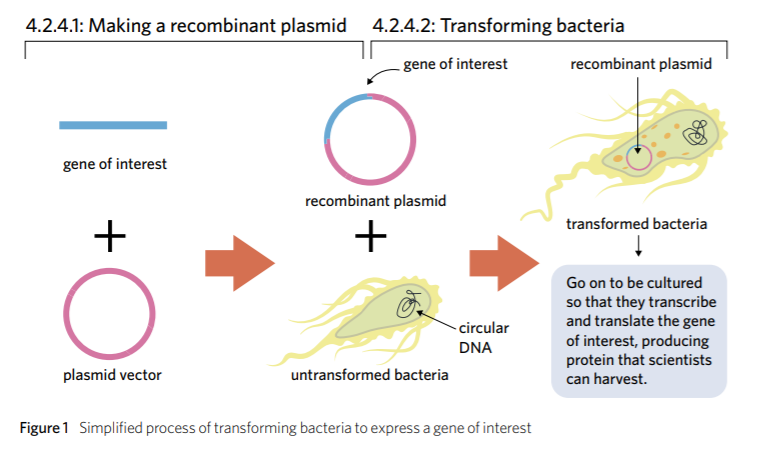 4.2.4.1: Making a recombinant plasmid
4.2.4.2: Transforming bacteria
gene of interest
+
plasmid vector
gene of interest
recombinant plasmid
+
untransformed bacteria
circular
DNA
recombinant plasmid
transformed bacteria
Go on to be cultured
so that they transcribe
and translate the gene
of interest, producing
protein that scientists
can harvest.
Figure 1 Simplified process of transforming bacteria to express a gene of interest